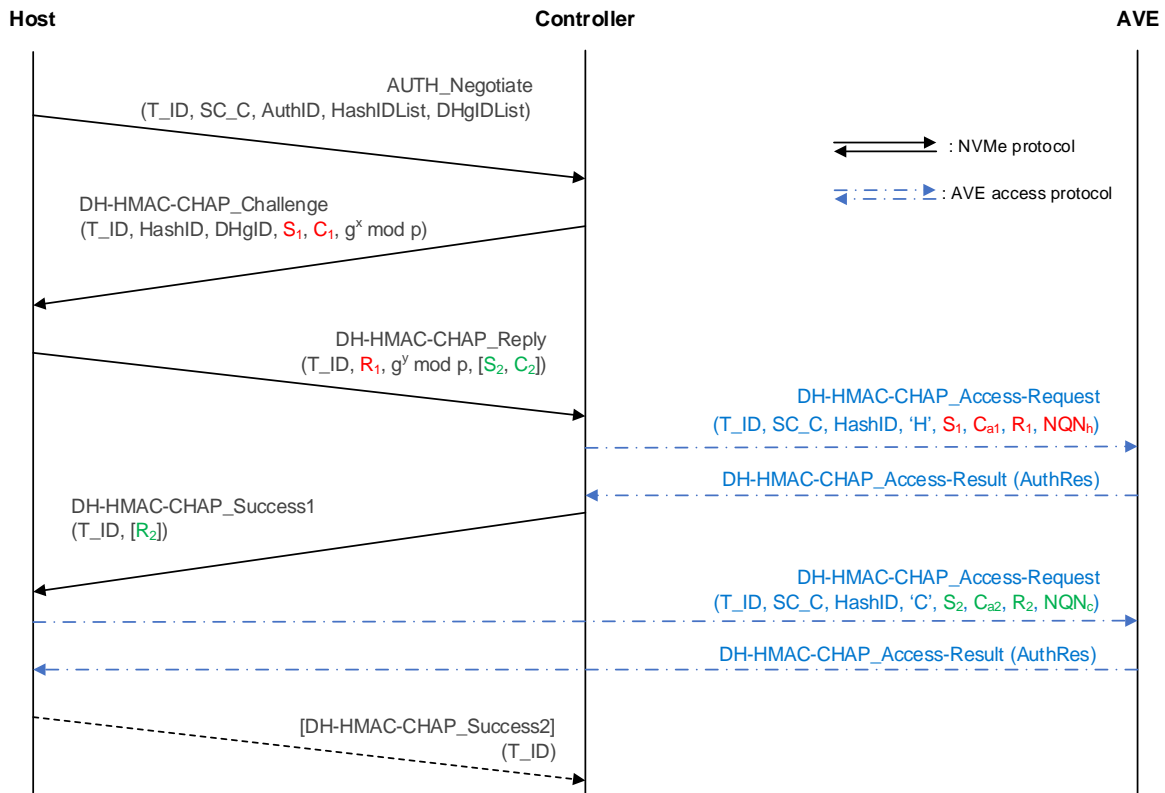 Host
Controller
AVE
AUTH_Negotiate
(T_ID, SC_C, AuthID, HashIDList, DHgIDList)
: NVMe protocol
: AVE access protocol
DH-HMAC-CHAP_Challenge
(T_ID, HashID, DHgID, S₁, C₁, gˣ mod p)
DH-HMAC-CHAP_Reply
(T_ID, R₁, gʸ mod p, [S₂, C₂])
DH-HMAC-CHAP_Access-Request
(T_ID, SC_C, HashID, ‘H’, S₁, Cₐ₁, R₁, NQNₕ)
DH-HMAC-CHAP_Access-Result (AuthRes)
DH-HMAC-CHAP_Success1
(T_ID, [R₂])
DH-HMAC-CHAP_Access-Request
(T_ID, SC_C, HashID, ‘C’, S₂, Cₐ₂, R₂, NQN_c)
DH-HMAC-CHAP_Access-Result (AuthRes)
[DH-HMAC-CHAP_Success2]
(T_ID)